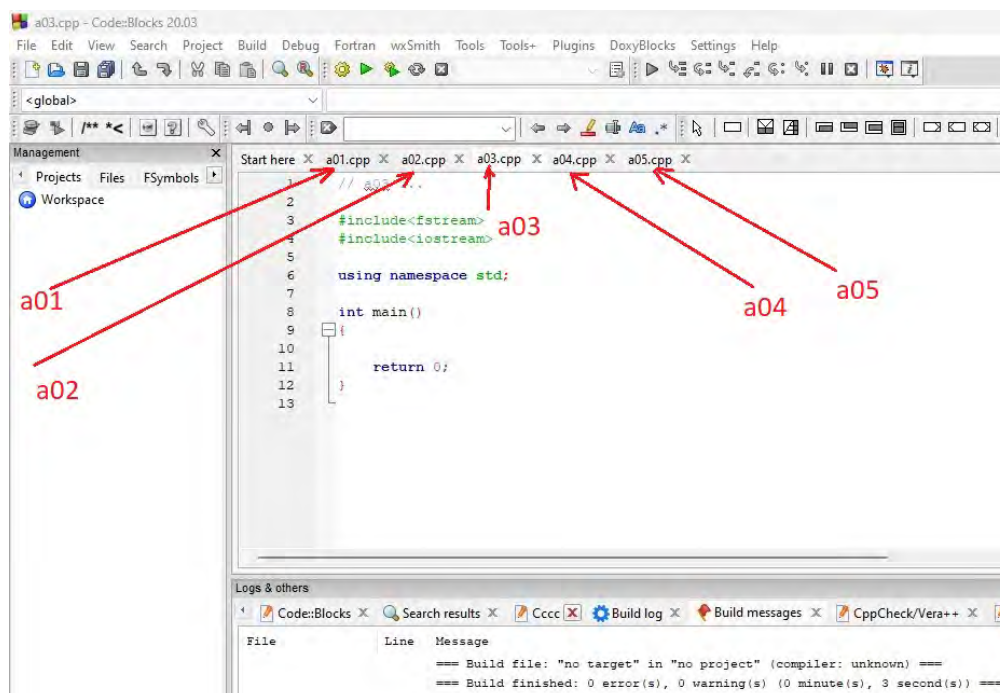 a03.cpp - Code::Blocks 20.03
File Edit View Search Project Build Debug Fortran wxSmith Tools Tools+ Plugins DoxyBlocks Settings Help
<global>
/** *<
Management
Projects Files FSymbols
Workspace
Start here a01.cpp a02.cpp a03.cpp a04.cpp a05.cpp
1 // a03 ...
2
3 #include<fstream>
4 #include<iostream>
5
6 using namespace std;
7
8 int main()
9 {
10
11 return 0;
12 }
13
a01
a02
a03
a04
a05
Logs & others
Code::Blocks Search results Cccc Build log Build messages CppCheck/Vera++
File Line Message
=== Build file: "no target" in "no project" (compiler: unknown) ===
=== Build finished: 0 error(s), 0 warning(s) (0 minute(s), 3 second(s)) ===